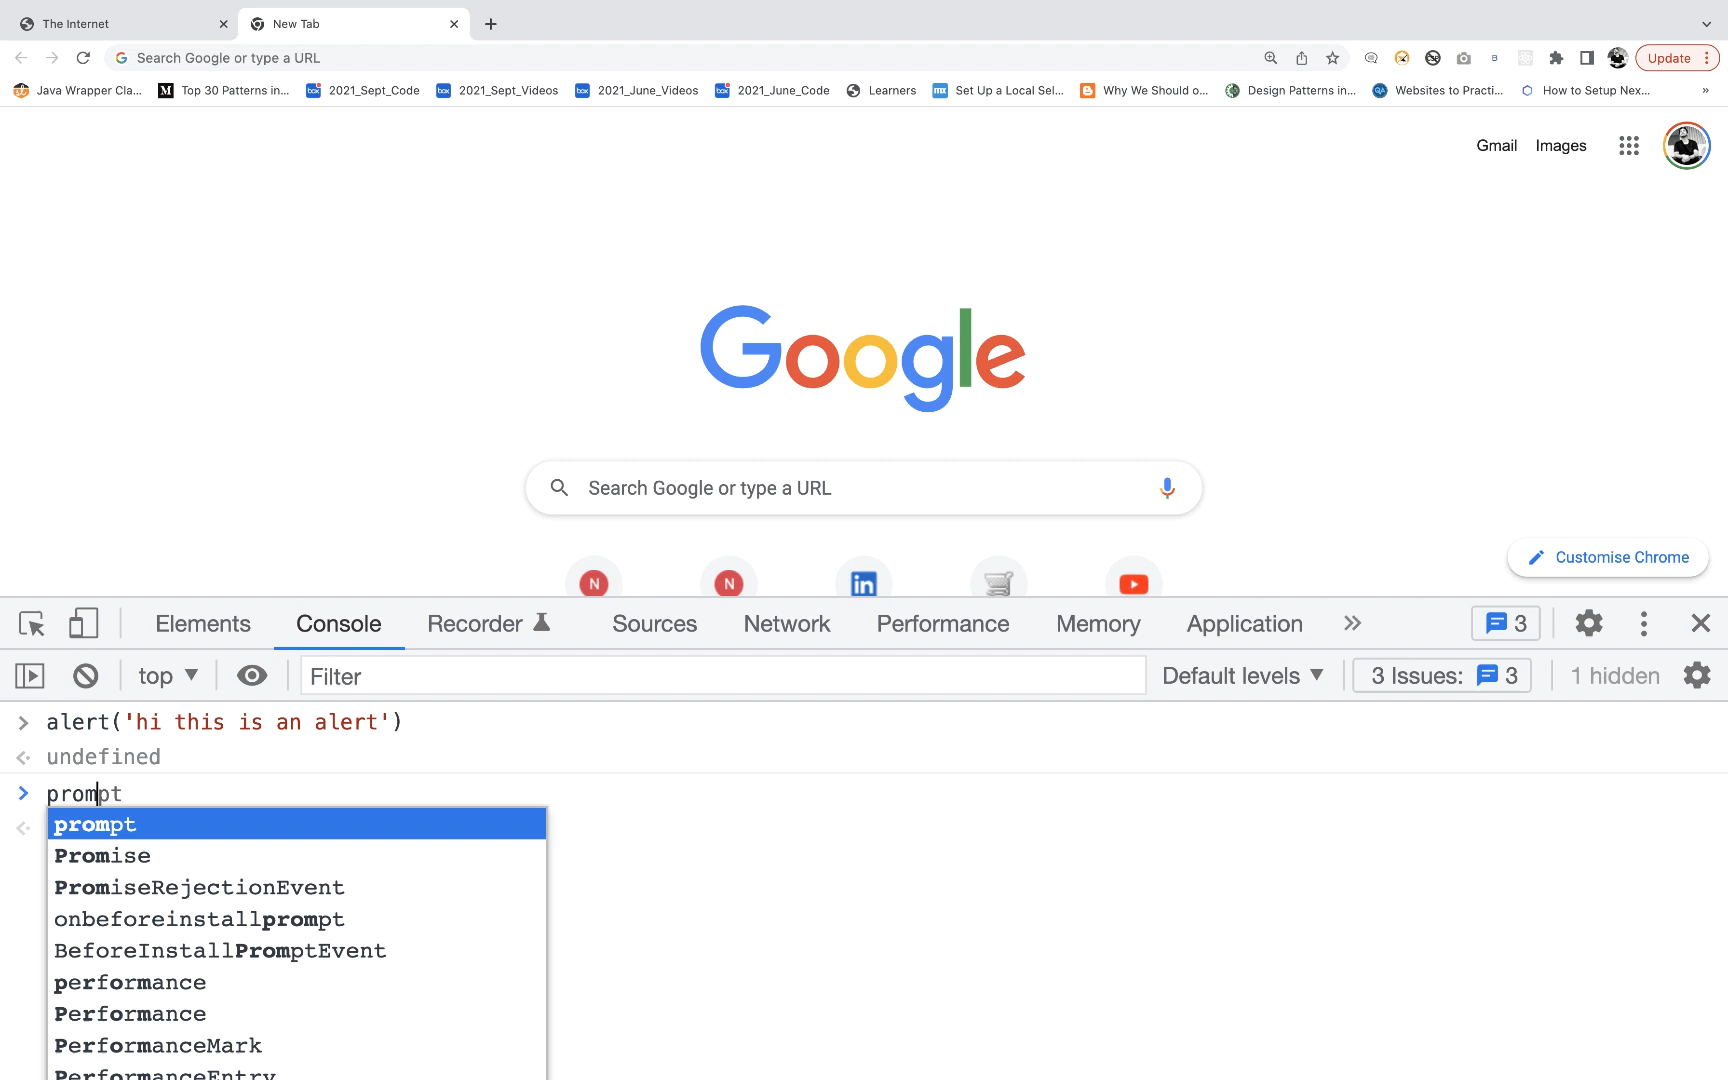 The Internet
New Tab
Search Google or type a URL
Update
Java Wrapper Cla...
Top 30 Patterns in...
2021_Sept_Code
2021_Sept_Videos
2021_June_Videos
2021_June_Code
Learners
Set Up a Local Sel...
Why We Should o...
Design Patterns in...
Websites to Practi...
How to Setup Nex...
»
Gmail
Images
Google
Search Google or type a URL
N
N
in
Customise Chrome
Elements
Console
Recorder
Sources
Network
Performance
Memory
Application
3
top
Filter
Default levels
3 Issues:
3
1 hidden
alert('hi this is an alert')
undefined
prompt
prompt
Promise
PromiseRejectionEvent
onbeforeinstallprompt
BeforeInstallPromptEvent
performance
Performance
PerformanceMark
PerformanceEntry